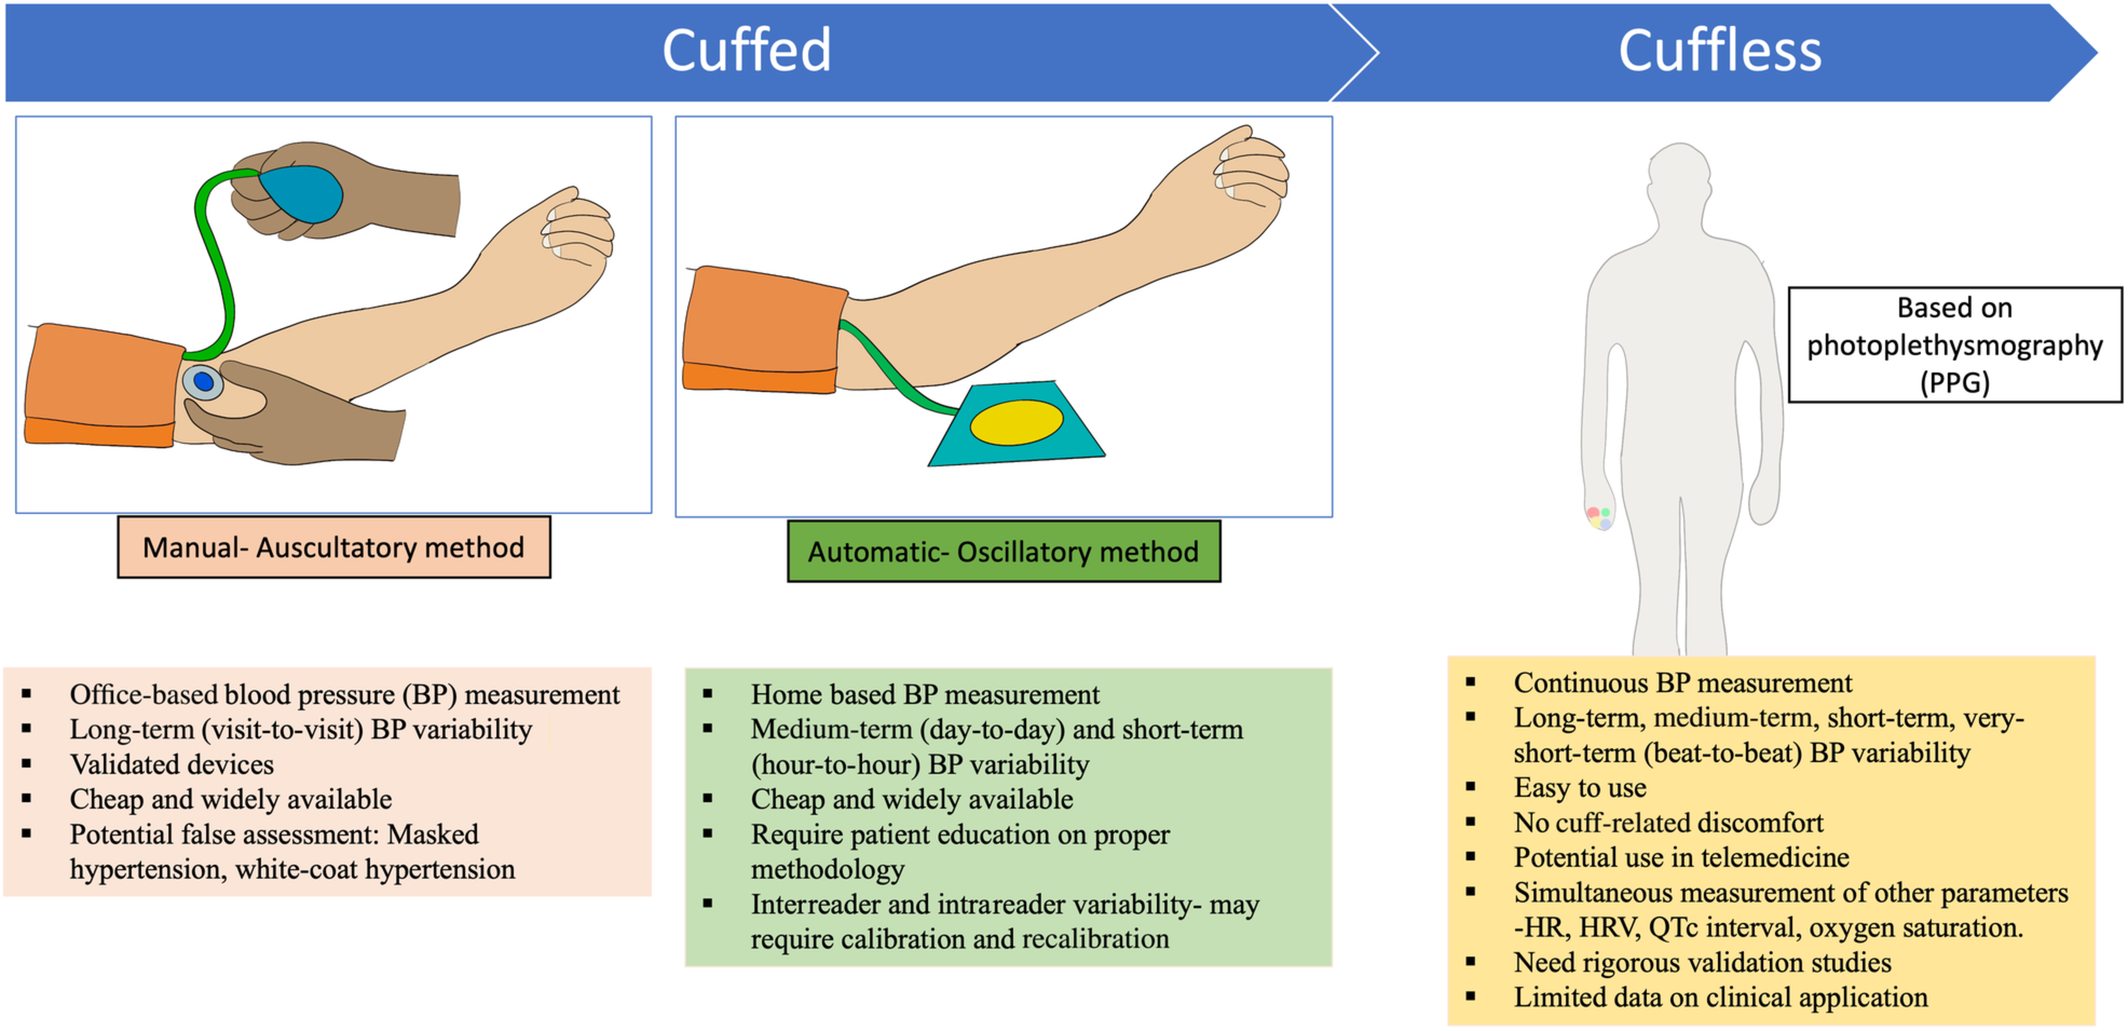 Cuffed
Cuffless
Based on
photoplethysmography
(PPG)
Manual- Auscultatory method
Automatic- Oscillatory method
▪ Office-based blood pressure (BP) measurement
▪ Long-term (visit-to-visit) BP variability
▪ Validated devices
▪ Cheap and widely available
▪ Potential false assessment: Masked
hypertension, white-coat hypertension
▪ Home based BP measurement
▪ Medium-term (day-to-day) and short-term
(hour-to-hour) BP variability
▪ Cheap and widely available
▪ Require patient education on proper
methodology
▪ Interreader and intrareader variability- may
require calibration and recalibration
▪ Continuous BP measurement
▪ Long-term, medium-term, short-term, very-
short-term (beat-to-beat) BP variability
▪ Easy to use
▪ No cuff-related discomfort
▪ Potential use in telemedicine
▪ Simultaneous measurement of other parameters
-HR, HRV, QTc interval, oxygen saturation.
▪ Need rigorous validation studies
▪ Limited data on clinical application